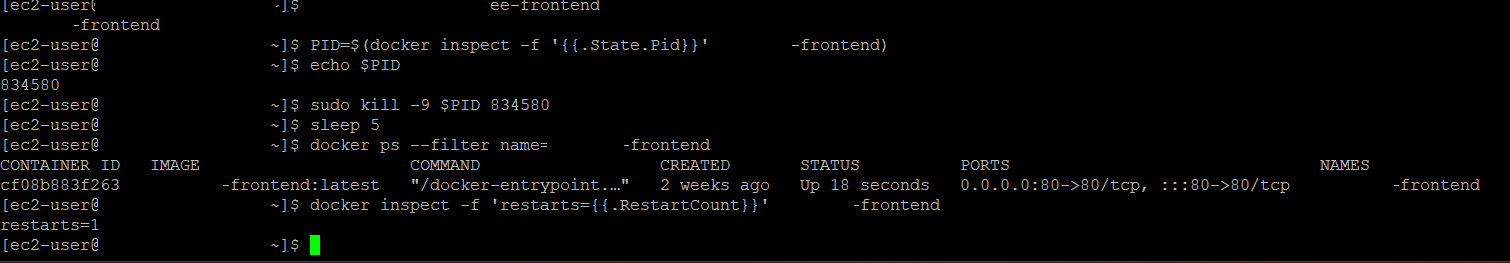 [ec2-user@ ~]$ ee-frontend
-frontend
[ec2-user@ ~]$ PID=$(docker inspect -f '{{.State.Pid}}' -frontend)
[ec2-user@ ~]$ echo $PID
834580
[ec2-user@ ~]$ sudo kill -9 $PID 834580
[ec2-user@ ~]$ sleep 5
[ec2-user@ ~]$ docker ps --filter name= -frontend
CONTAINER ID IMAGE COMMAND CREATED STATUS PORTS NAMES
cf08b883f263 -frontend:latest "/docker-entrypoint.…" 2 weeks ago Up 18 seconds 0.0.0.0:80->80/tcp, :::80->80/tcp -frontend
[ec2-user@ ~]$ docker inspect -f 'restarts={{.RestartCount}}' -frontend
restarts=1
[ec2-user@ ~]$